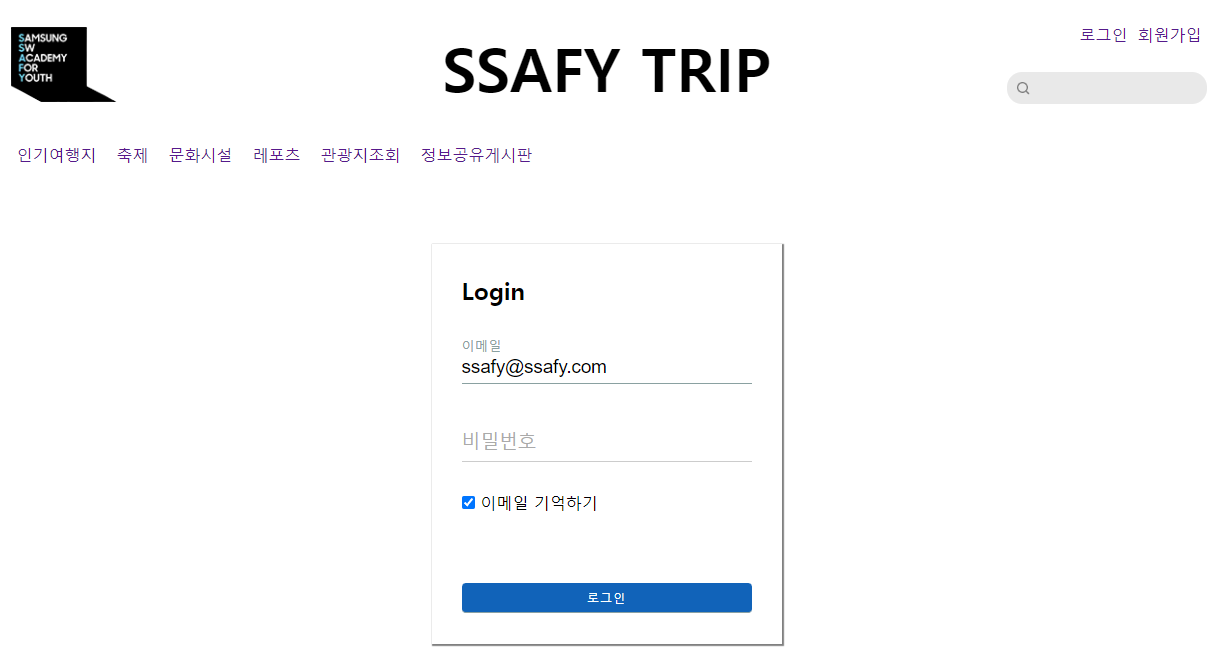 SAMSUNG
SW
ACADEMY
FOR
YOUTH
SSAFY TRIP
로그인 회원가입
인기여행지 축제 문화시설 레포츠 관광지조회 정보공유게시판
Login
이메일
ssafy@ssafy.com
비밀번호
이메일 기억하기
로그인